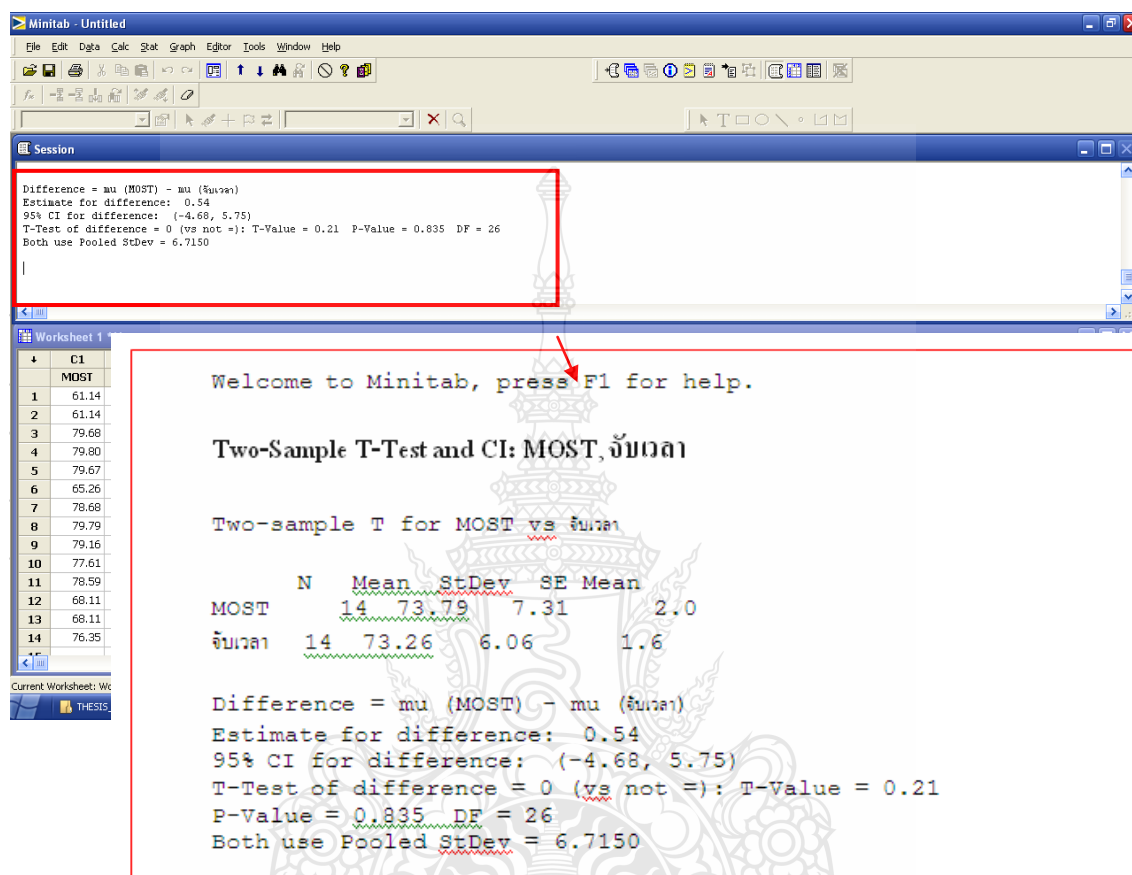 Minitab - Untitled
File Edit Data Calc Stat Graph Editor Tools Window Help
Session
Difference = mu (MOST) - mu (จับเวลา)
Estimate for difference: 0.54
95% CI for difference: (-4.68, 5.75)
T-Test of difference = 0 (vs not =): T-Value = 0.21 P-Value = 0.835 DF = 26
Both use Pooled StDev = 6.7150
Worksheet 1
C1
MOST
1 61.14
2 61.14
3 79.68
4 79.80
5 79.67
6 65.26
7 78.68
8 79.79
9 79.16
10 77.61
11 78.59
12 68.11
13 68.11
14 76.35
15
Current Worksheet:
THESIS_
Welcome to Minitab, press F1 for help.
Two-Sample T-Test and CI: MOST, จับเวลา
Two-sample T for MOST vs จับเวลา
N Mean StDev SE Mean
MOST 14 73.79 7.31 2.0
จับเวลา 14 73.26 6.06 1.6
Difference = mu (MOST) - mu (จับเวลา)
Estimate for difference: 0.54
95% CI for difference: (-4.68, 5.75)
T-Test of difference = 0 (vs not =): T-Value = 0.21
P-Value = 0.835 DF = 26
Both use Pooled StDev = 6.7150